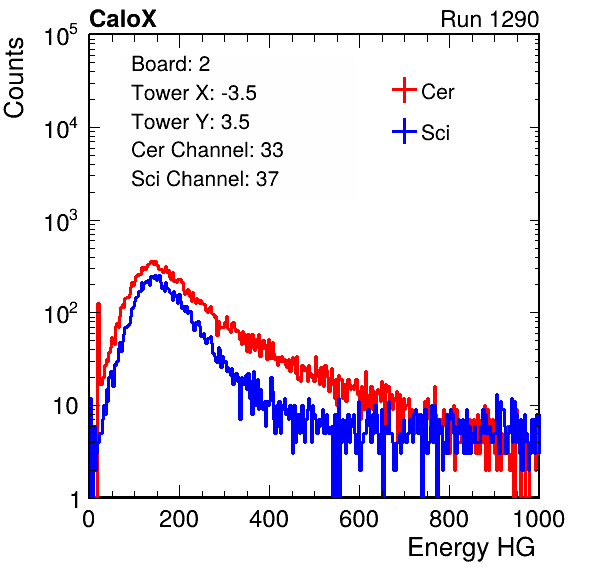 CaloX Run 1290
Counts
10^5
10^4
10^3
10^2
10
1
Board: 2
Tower X: -3.5
Tower Y: 3.5
Cer Channel: 33
Sci Channel: 37
Cer
Sci
0 200 400 600 800 1000
Energy HG